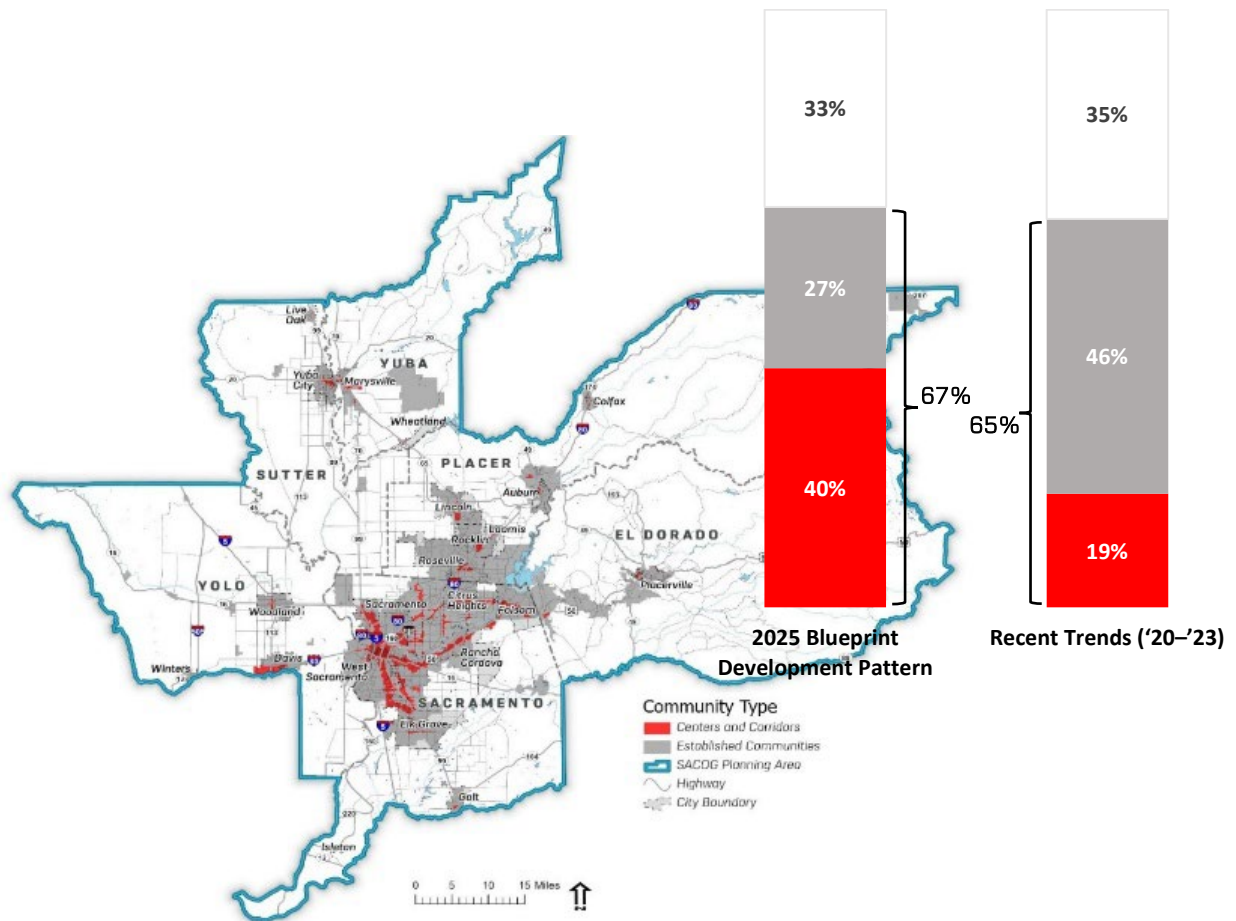 33%
35%
27%
46%
67%
65%
40%
19%
2025 Blueprint
Development Pattern
Recent Trends (‘20–’23)
Live
Oak
YUBA
Yuba
City
Marysville
Wheatland
Colfax
SUTTER
PLACER
Auburn
Lincoln
Loomis
Rocklin
EL DORADO
Roseville
YOLO
Placerville
Citrus
Heights
Woodland
Sacramento
Folsom
Davis
Rancho
Cordova
West
Sacramento
Winters
SACRAMENTO
Elk Grove
Galt
Isleton
Community Type
Centers and Corridors
Established Communities
SACOG Planning Area
Highway
City Boundary
0 5 10 15 Miles